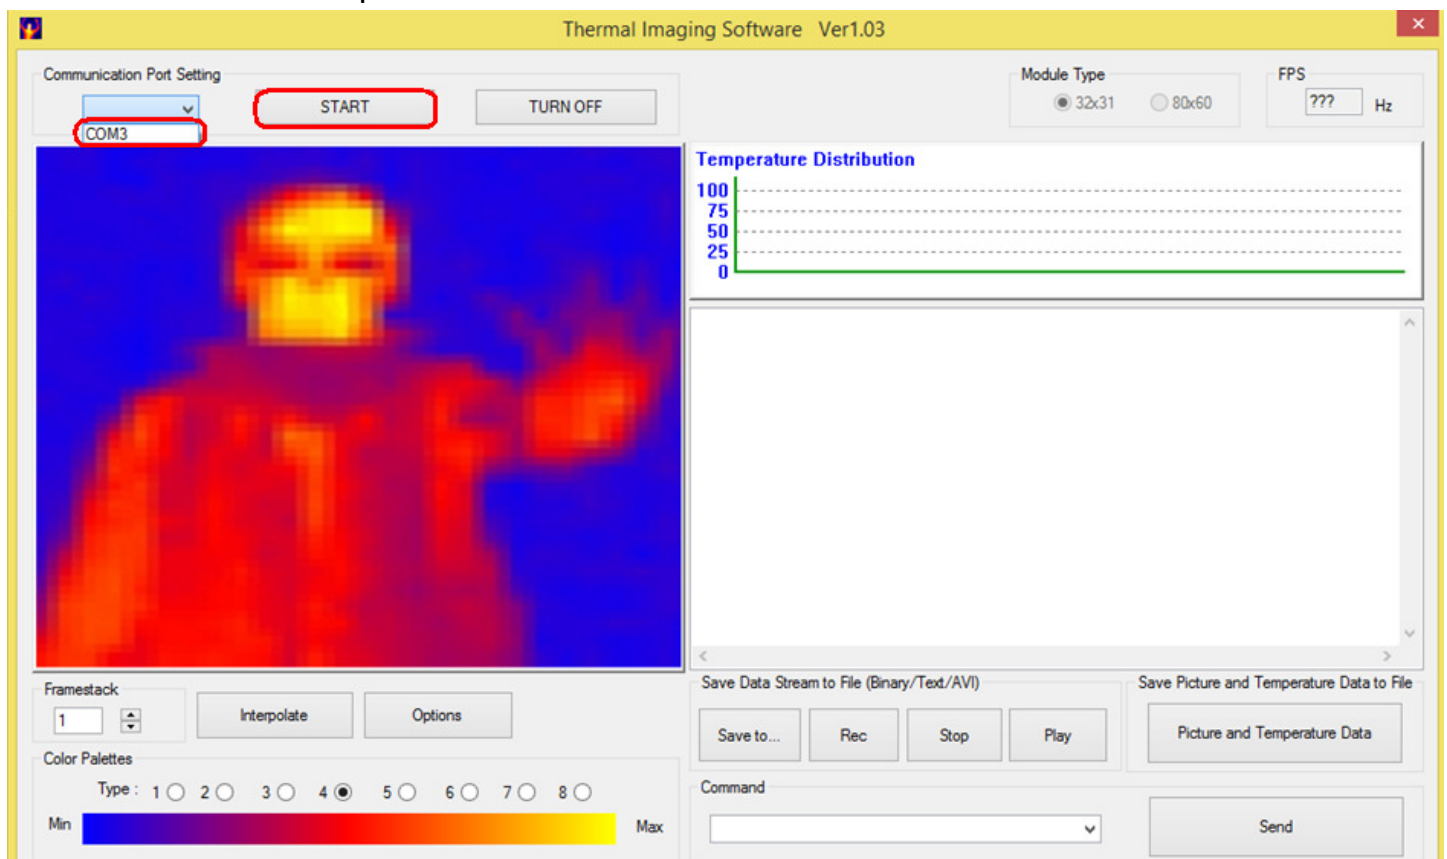 Thermal Imaging Software Ver1.03
Communication Port Setting
START
TURN OFF
COM3
Module Type
32x31
80x60
FPS
???
Hz
Temperature Distribution
100
75
50
25
0
Framestack
1
Interpolate
Options
Save Data Stream to File (Binary/Text/AVI)
Save to...
Rec
Stop
Play
Save Picture and Temperature Data to File
Picture and Temperature Data
Color Palettes
Type : 1 2 3 4 5 6 7 8
Min
Max
Command
Send